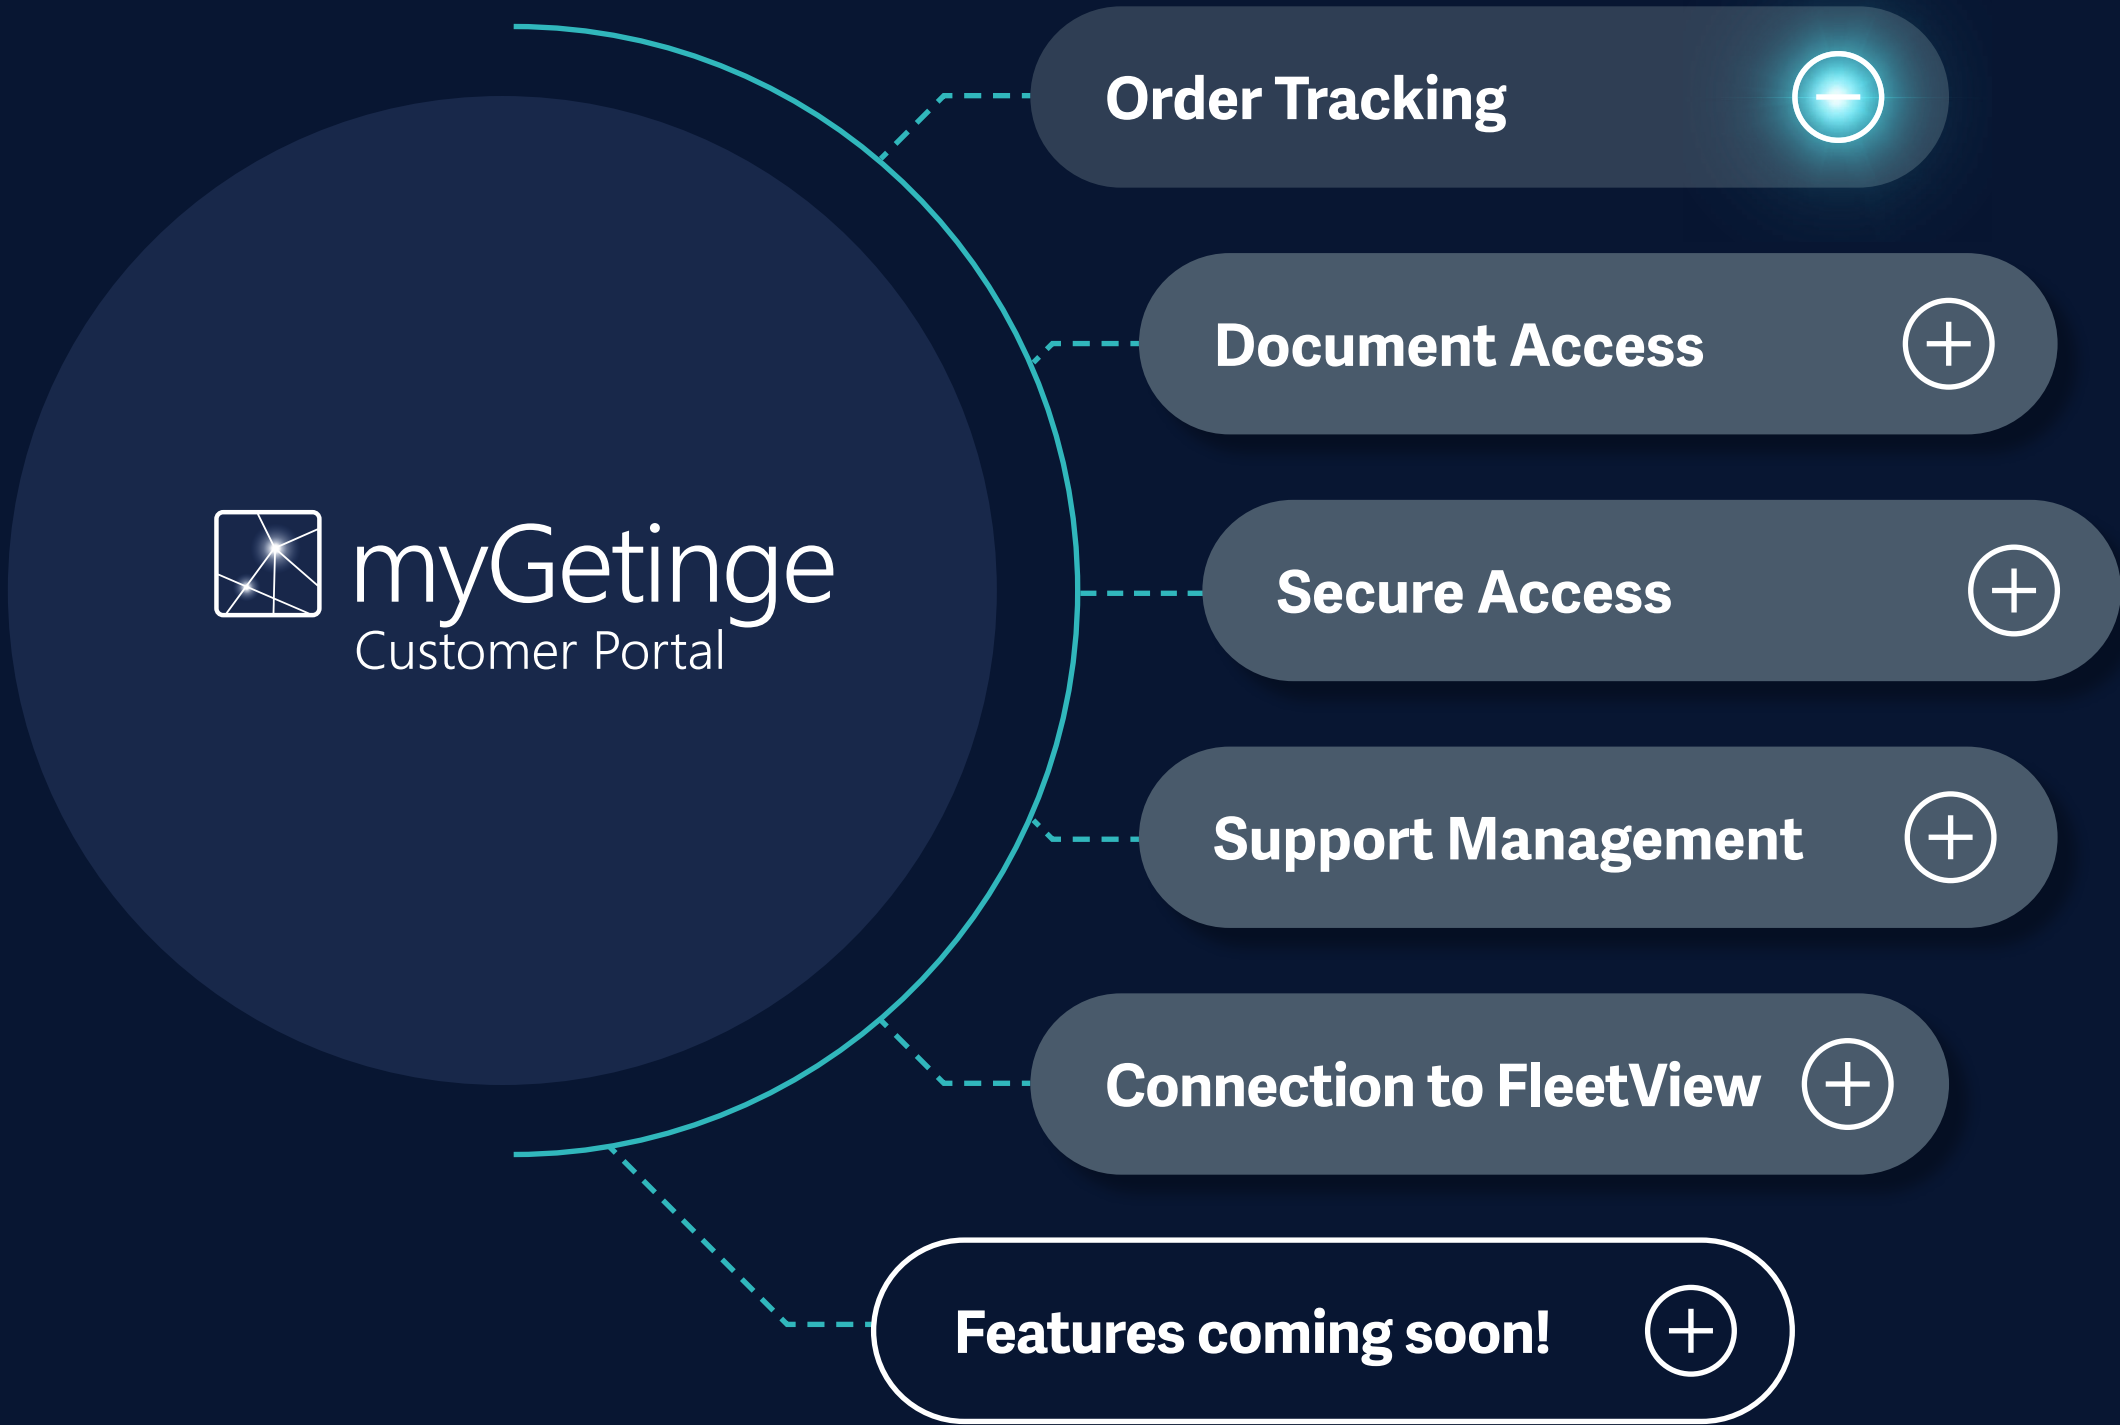 Order Tracking
Document Access
myGetinge
Customer Portal
Secure Access
Support Management
Connection to FleetView
Features coming soon!